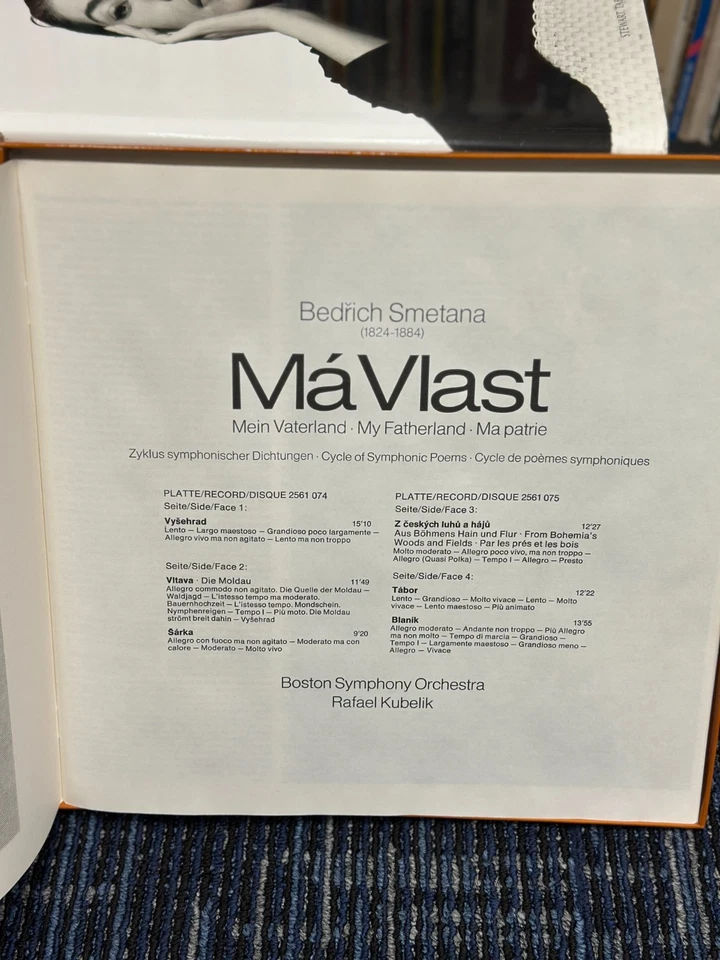 Bedřich Smetana
(1824-1884)
Má Vlast
Mein Vaterland · My Fatherland · Ma patrie
Zyklus symphonischer Dichtungen · Cycle of Symphonic Poems · Cycle de poèmes symphoniques
PLATTE/RECORD/DISQUE 2561 074
Seite/Side/Face 1:
Vyšehrad 15'10
Lento – Largo maestoso – Grandioso poco largamente –
Allegro vivo ma non agitato – Lento ma non troppo
Seite/Side/Face 2:
Vltava · Die Moldau 11'49
Allegro commodo non agitato. Die Quelle der Moldau –
Waldjagd – L'istesso tempo ma moderato.
Bauernhochzeit – L'istesso tempo. Mondschein.
Nymphenreigen – Tempo I – Più moto. Die Moldau
strömt breit dahin – Vyšehrad
Šárka 9'20
Allegro con fuoco ma non agitato – Moderato ma con
calore – Moderato – Molto vivo
PLATTE/RECORD/DISQUE 2561 075
Seite/Side/Face 3:
Z českých luhů a hájů 12'27
Aus Böhmens Hain und Flur · From Bohemia's
Woods and Fields · Par les prés et les bois
Molto moderato – Allegro poco vivo, ma non troppo –
Allegro (Quasi Polka) – Tempo I – Allegro – Presto
Seite/Side/Face 4:
Tábor 12'22
Lento – Grandioso – Molto vivace – Lento – Molto
vivace – Lento maestoso – Più animato
Blaník 13'55
Allegro moderato – Andante non troppo – Più Allegro
ma non molto – Tempo di marcia – Grandioso –
Tempo I – Largamente maestoso – Grandioso meno –
Allegro – Vivace
Boston Symphony Orchestra
Rafael Kubelik